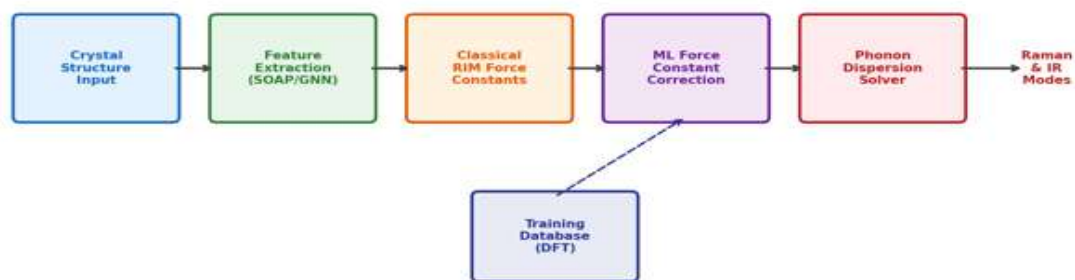 Crystal
Structure
Input
Feature
Extraction
(SOAP/GNN)
Classical
RIM Force
Constants
ML Force
Constant
Correction
Phonon
Dispersion
Solver
Raman
& IR
Modes
Training
Database
(DFT)